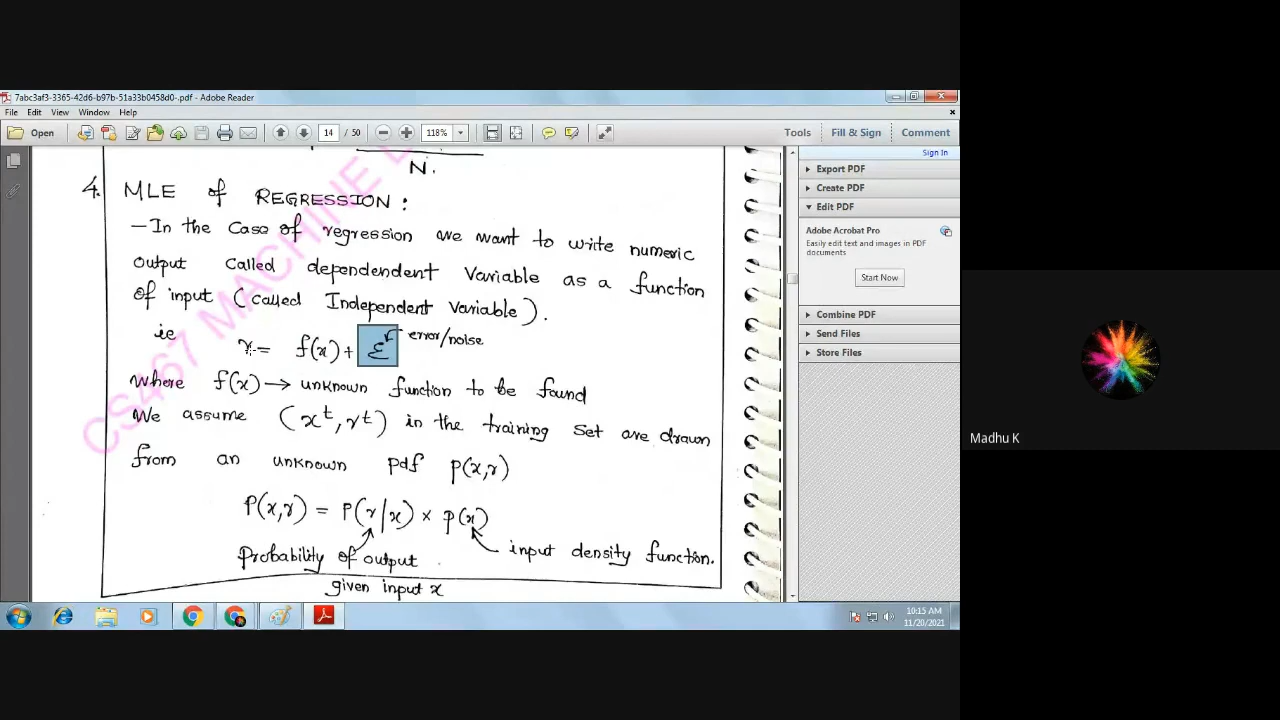 7abc3af3-3365-42d6-b97b-51a33b0458d0-.pdf - Adobe Reader
File Edit View Window Help
Open 14 / 50 118% Tools Fill & Sign Comment
Sign In
Export PDF
Create PDF
Edit PDF
Adobe Acrobat Pro
Easily edit text and images in PDF
documents
Start Now
Combine PDF
Send Files
Store Files
N.
4. MLE of REGRESSION :
– In the case of regression we want to write numeric
output called dependendent variable as a function
of input (called Independent variable).
ie
r = f(x) + ε error/noise
where f(x) → unknown function to be found
We assume (x^t, r^t) in the training set are drawn
from an unknown pdf p(x,r)
P(x,r) = P(r/x) × p(x)
probability of output input density function.
given input x
CS467 MACHINE
10:15 AM
11/20/2021
Madhu K